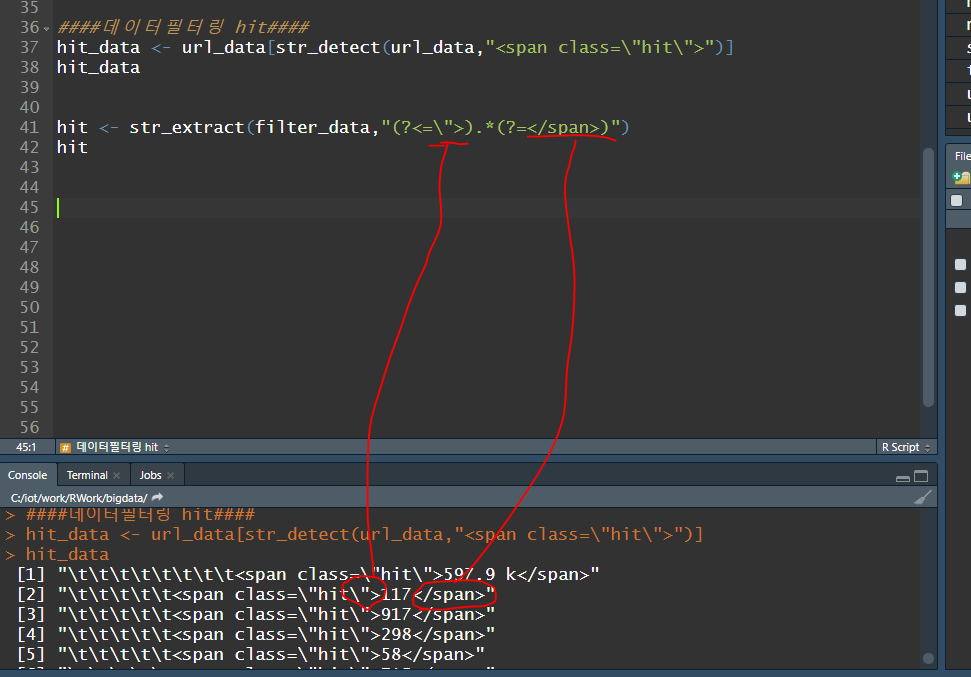 35
36 ####데이터필터링 hit####
37 hit_data <- url_data[str_detect(url_data,"<span class=\"hit\">")]
38 hit_data
39
40
41 hit <- str_extract(filter_data,"(?<=\">).*(?=</span>)")
42 hit
43
44
45
46
47
48
49
50
51
52
53
54
55
56
45:1 # 데이터필터링 hit R Script
File
Console Terminal Jobs
C:/iot/work/RWork/bigdata/
> ####데이터필터링 hit####
> hit_data <- url_data[str_detect(url_data,"<span class=\"hit\">")]
> hit_data
[1] "\t\t\t\t\t\t\t\t<span class=\"hit\">597.9 k</span>"
[2] "\t\t\t\t\t<span class=\"hit\">117</span>"
[3] "\t\t\t\t\t<span class=\"hit\">917</span>"
[4] "\t\t\t\t\t<span class=\"hit\">298</span>"
[5] "\t\t\t\t\t<span class=\"hit\">58</span>"